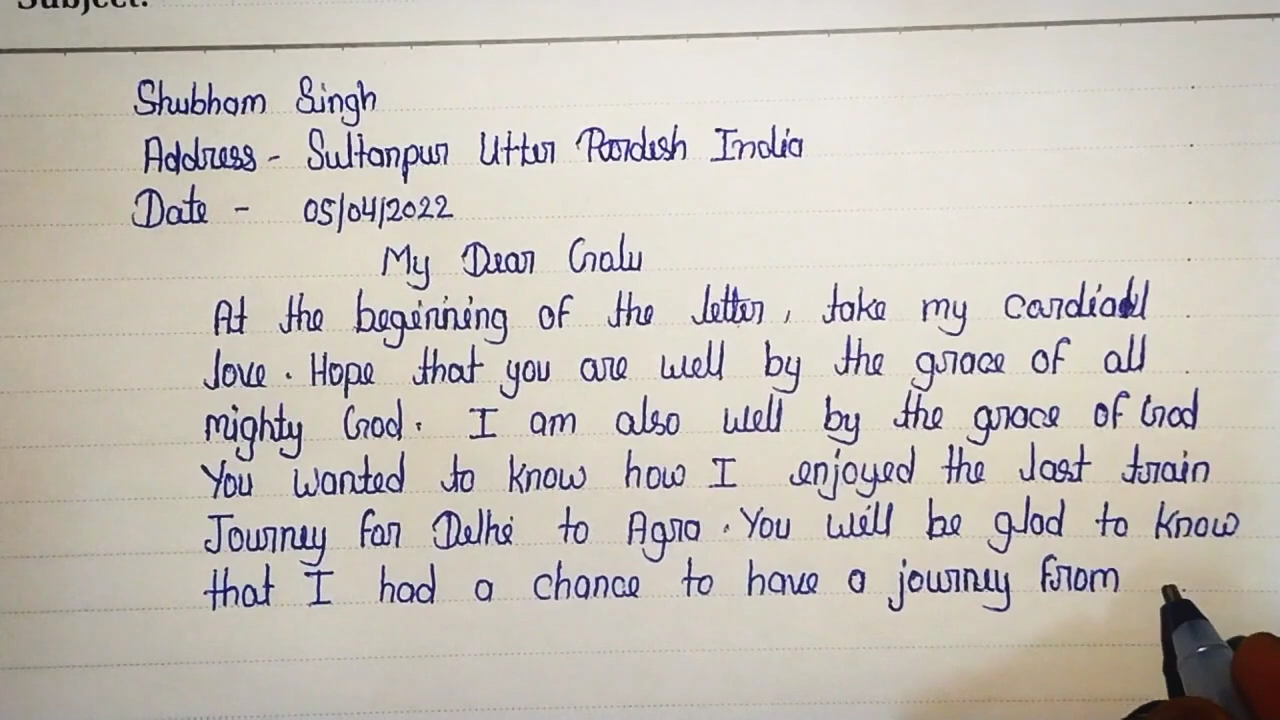 Subject:
Shubham Singh
Address - Sultanpur Utter Pardesh India
Date - 05/04/2022
My Dear Galu
At the beginining of the letter, take my cardial
love. Hope that you are well by the grace of all
mighty God. I am also well by the grace of God
You wanted to know how I enjoyed the last train
Journey far Delhi to Agra. You will be glad to know
that I had a chance to have a journey from